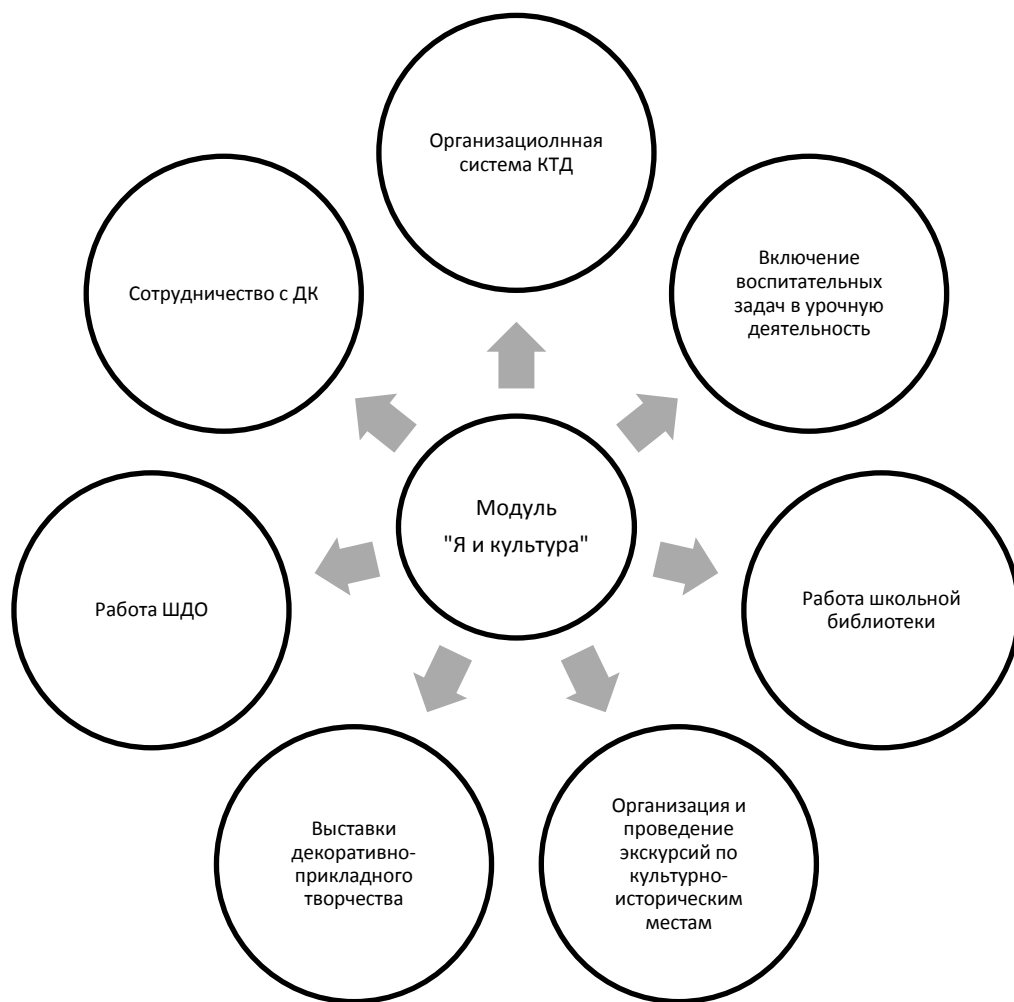 Организациолнная
система КТД
Включение
воспитательных
задач в урочную
деятельность
Работа школьной
библиотеки
Организация и
проведение
экскурсий по
культурно-
историческим
местам
Выставки
декоративно-
прикладного
творчества
Работа ШДО
Сотрудничество с ДК
Модуль
"Я и культура"